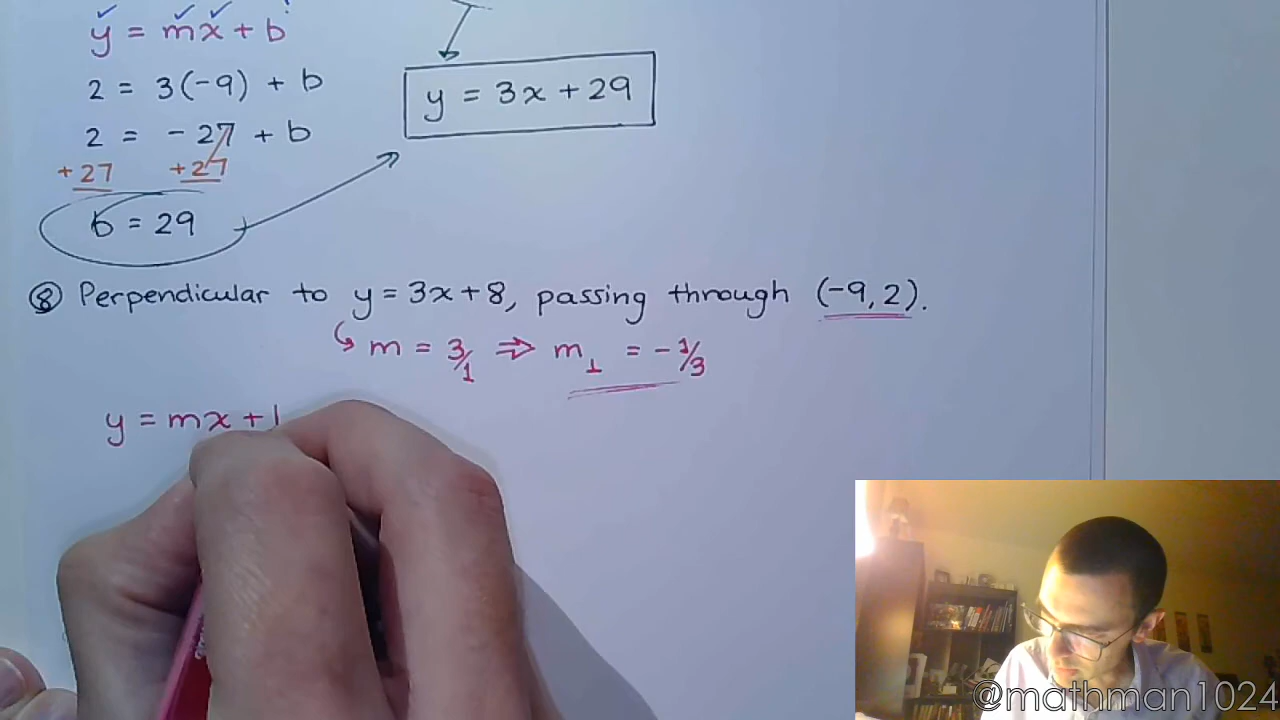 y = mx + b
2 = 3(-9) + b
y = 3x + 29
2 = -27 + b
+27 +27
b = 29
⑧ Perpendicular to y = 3x + 8, passing through (-9, 2).
m = 3/1 ⇒ m⊥ = -1/3
y = mx +
@mathman1024